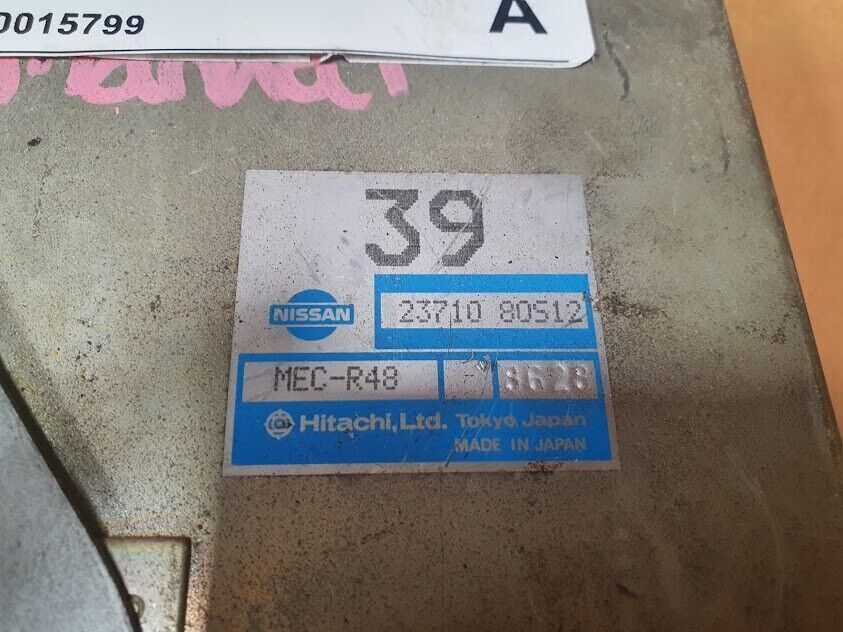 0015799
A
39
NISSAN
23710 80S12
MEC-R48 - 8628
Hitachi, Ltd. Tokyo Japan
MADE IN JAPAN